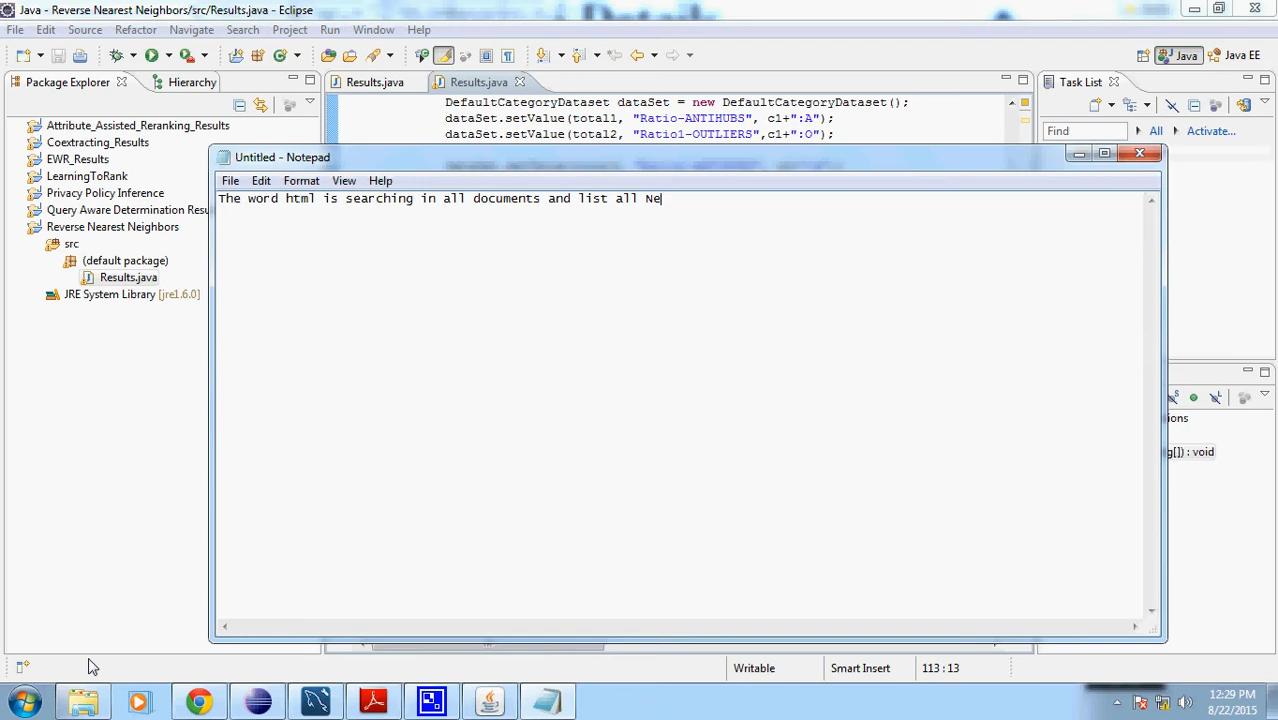 Java - Reverse Nearest Neighbors/src/Results.java - Eclipse
File Edit Source Refactor Navigate Search Project Run Window Help
Java Java EE
Package Explorer Hierarchy
Results.java Results.java
Task List
DefaultCategoryDataset dataSet = new DefaultCategoryDataset();
dataSet.setValue(total1, "Ratio-ANTIHUBS", c1+":A");
dataSet.setValue(total2, "Ratio1-OUTLIERS",c1+":O");
Find All Activate...
Attribute_Assisted_Reranking_Results
Coextracting_Results
EWR_Results
LearningToRank
Privacy Policy Inference
Query Aware Determination Resu
Reverse Nearest Neighbors
src
(default package)
Results.java
JRE System Library [jre1.6.0]
Untitled - Notepad
File Edit Format View Help
The word html is searching in all documents and list all Ne
ions
g[]) : void
Writable Smart Insert 113 : 13
12:29 PM
8/22/2015